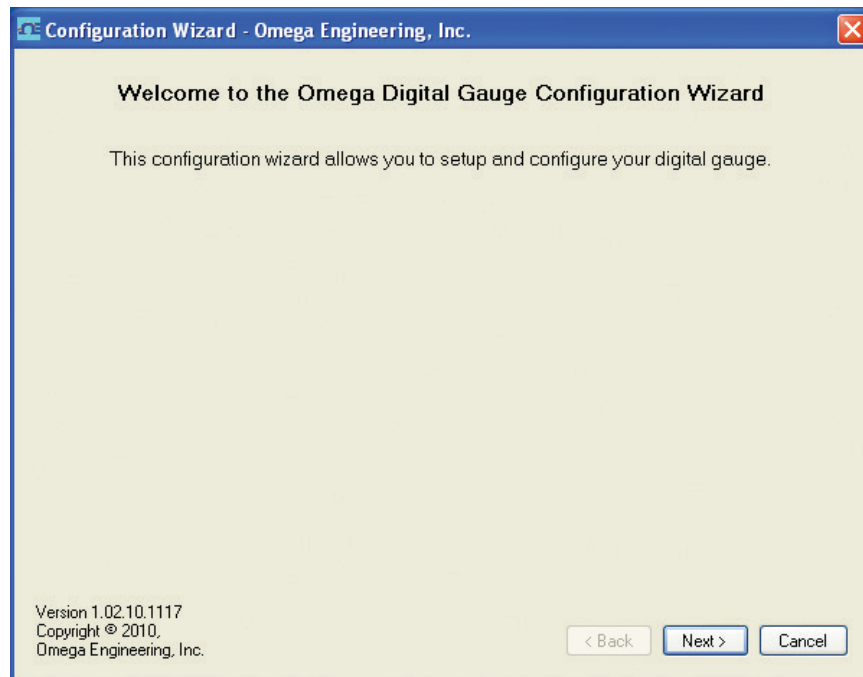 Configuration Wizard - Omega Engineering, Inc.
Welcome to the Omega Digital Gauge Configuration Wizard
This configuration wizard allows you to setup and configure your digital gauge.
Version 1.02.10.1117
Copyright © 2010,
Omega Engineering, Inc.
< Back Next > Cancel